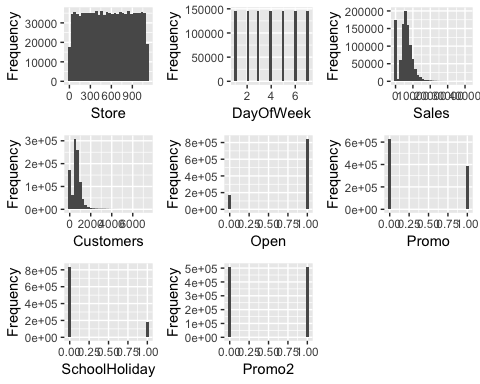 Frequency
30000
20000
10000
0
0 300 600 900
Store
Frequency
150000
100000
50000
0
2 4 6
DayOfWeek
Frequency
200000
150000
100000
50000
0
0 10000 20000 30000 40000
Sales
Frequency
3e+05
2e+05
1e+05
0e+00
0 2000 4000 6000
Customers
Frequency
8e+05
6e+05
4e+05
2e+05
0e+00
0.00 0.25 0.50 0.75 1.00
Open
Frequency
6e+05
4e+05
2e+05
0e+00
0.00 0.25 0.50 0.75 1.00
Promo
Frequency
8e+05
6e+05
4e+05
2e+05
0e+00
0.00 0.25 0.50 0.75 1.00
SchoolHoliday
Frequency
5e+05
4e+05
3e+05
2e+05
1e+05
0e+00
0.00 0.25 0.50 0.75 1.00
Promo2